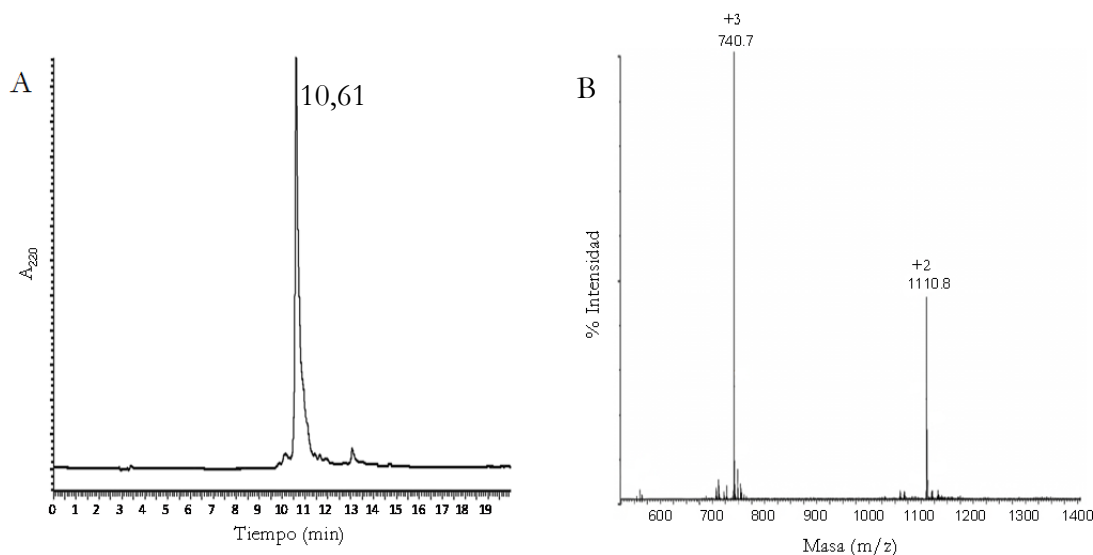 A
10,61
A220
0 1 2 3 4 5 6 7 8 9 10 11 12 13 14 15 16 17 18 19
Tiempo (min)
B
+3
740.7
+2
1110.8
% Intensidad
600 700 800 900 1000 1100 1200 1300 1400
Masa (m/z)